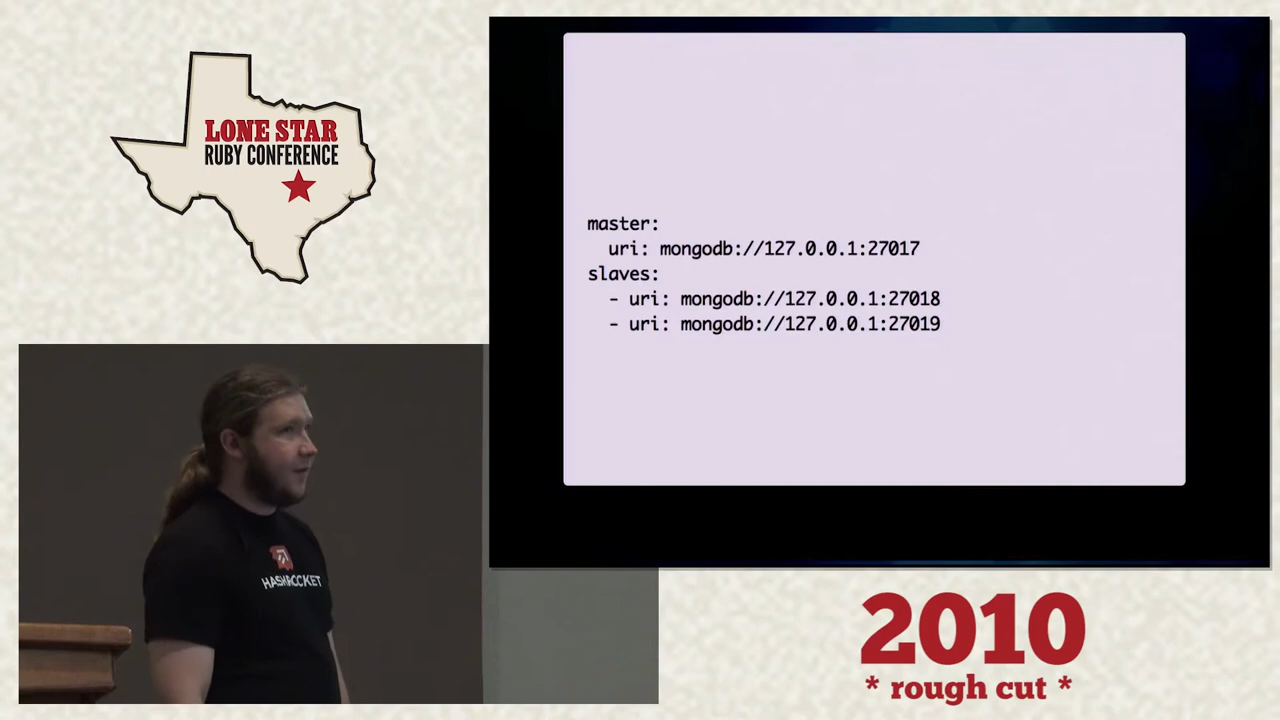 LONE STAR
RUBY CONFERENCE
master:
  uri: mongodb://127.0.0.1:27017
slaves:
  - uri: mongodb://127.0.0.1:27018
  - uri: mongodb://127.0.0.1:27019
HASHROCKET
2010
* rough cut *